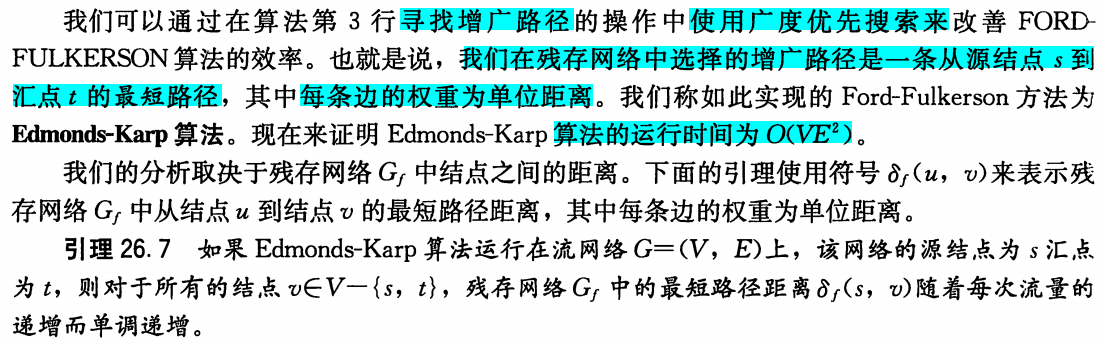 我们可以通过在算法第 3 行寻找增广路径的操作中使用广度优先搜索来改善 FORD-
FULKERSON 算法的效率。也就是说，我们在残存网络中选择的增广路径是一条从源结点 s 到
汇点 t 的最短路径，其中每条边的权重为单位距离。我们称如此实现的 Ford-Fulkerson 方法为
Edmonds-Karp 算法。现在来证明 Edmonds-Karp 算法的运行时间为 O(VE²)。
我们的分析取决于残存网络 G_f 中结点之间的距离。下面的引理使用符号 δ_f(u, v)来表示残
存网络 G_f 中从结点 u 到结点 v 的最短路径距离，其中每条边的权重为单位距离。
引理 26.7 如果 Edmonds-Karp 算法运行在流网络 G=(V, E)上，该网络的源结点为 s 汇点
为 t，则对于所有的结点 v∈V－{s, t}，残存网络 G_f 中的最短路径距离 δ_f(s, v)随着每次流量的
递增而单调递增。